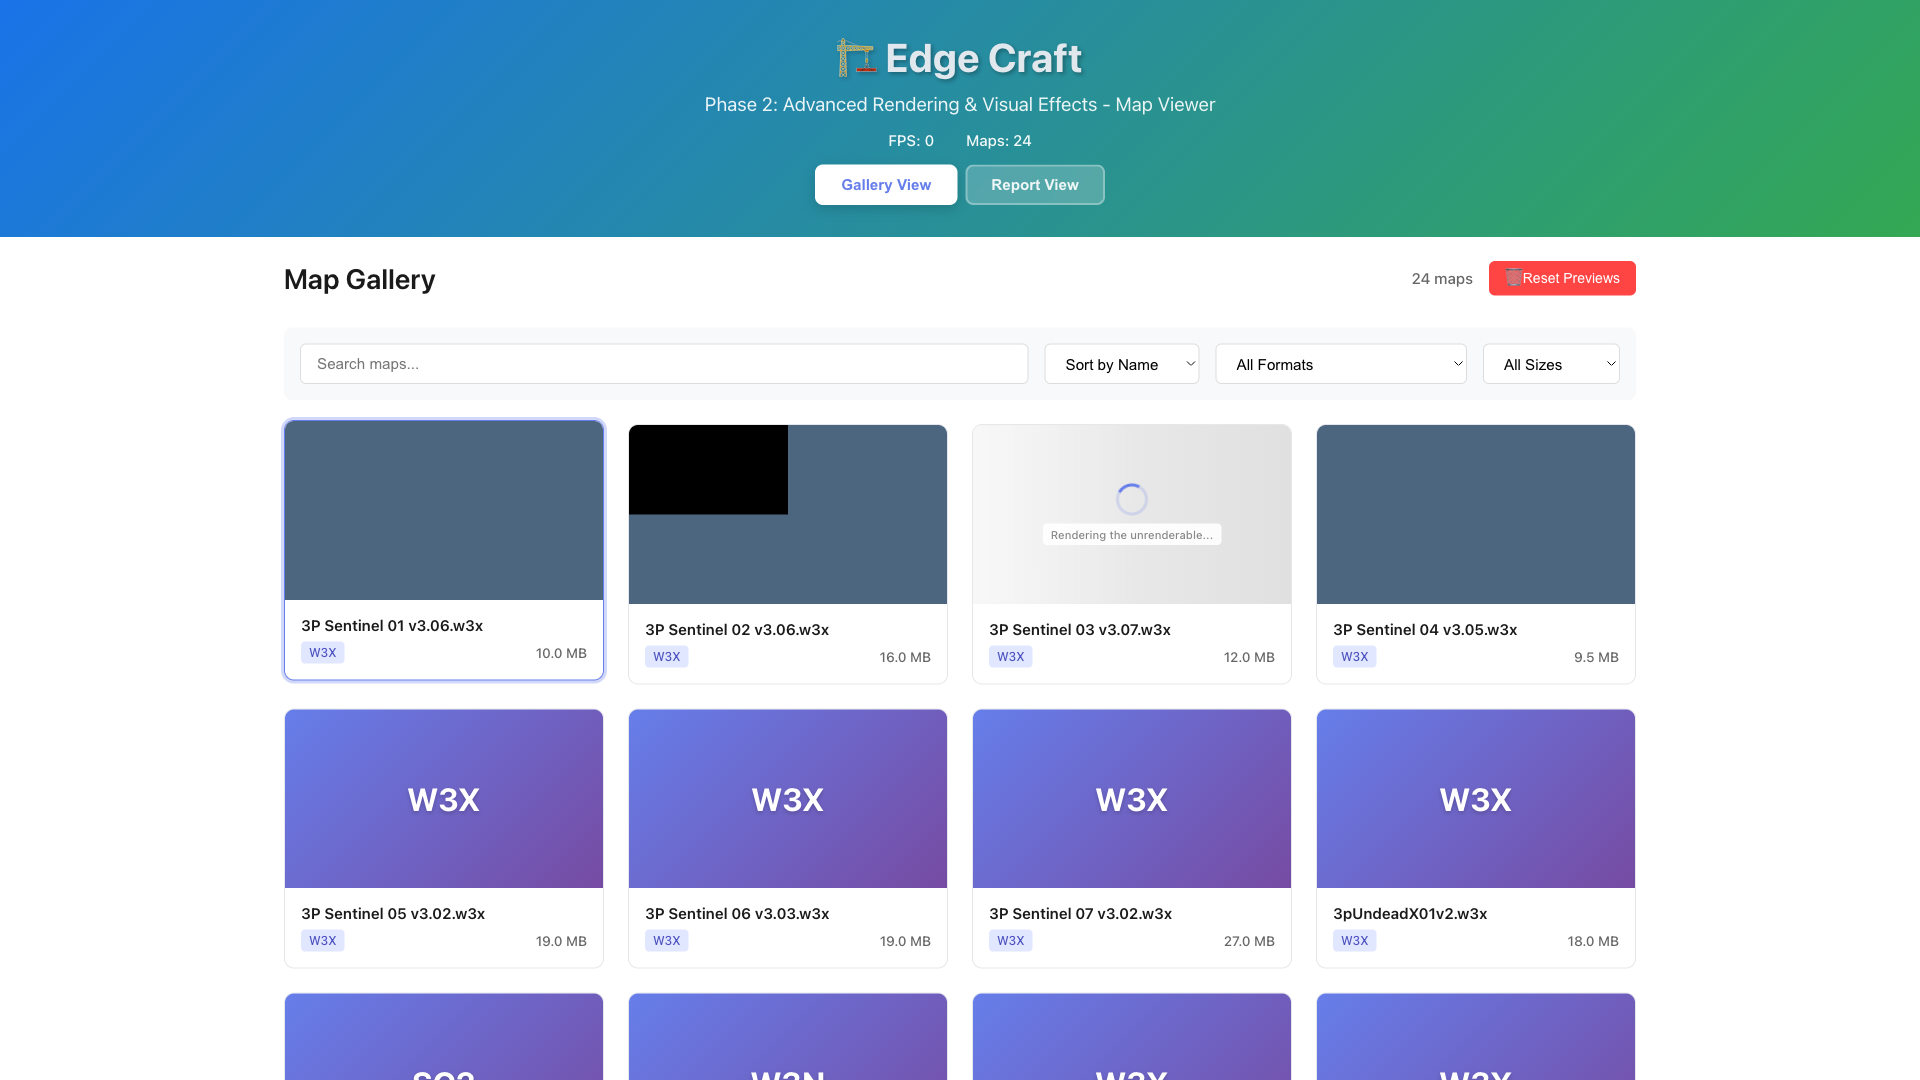 Edge Craft
Phase 2: Advanced Rendering & Visual Effects - Map Viewer
FPS: 0 Maps: 24
Gallery View Report View
Map Gallery
24 maps
Reset Previews
Search maps...
Sort by Name
All Formats
All Sizes
Rendering the unrenderable...
3P Sentinel 01 v3.06.w3x
W3X 10.0 MB
3P Sentinel 02 v3.06.w3x
W3X 16.0 MB
3P Sentinel 03 v3.07.w3x
W3X 12.0 MB
3P Sentinel 04 v3.05.w3x
W3X 9.5 MB
W3X
3P Sentinel 05 v3.02.w3x
W3X 19.0 MB
W3X
3P Sentinel 06 v3.03.w3x
W3X 19.0 MB
W3X
3P Sentinel 07 v3.02.w3x
W3X 27.0 MB
W3X
3pUndeadX01v2.w3x
W3X 18.0 MB
W3N
W3X
W3X